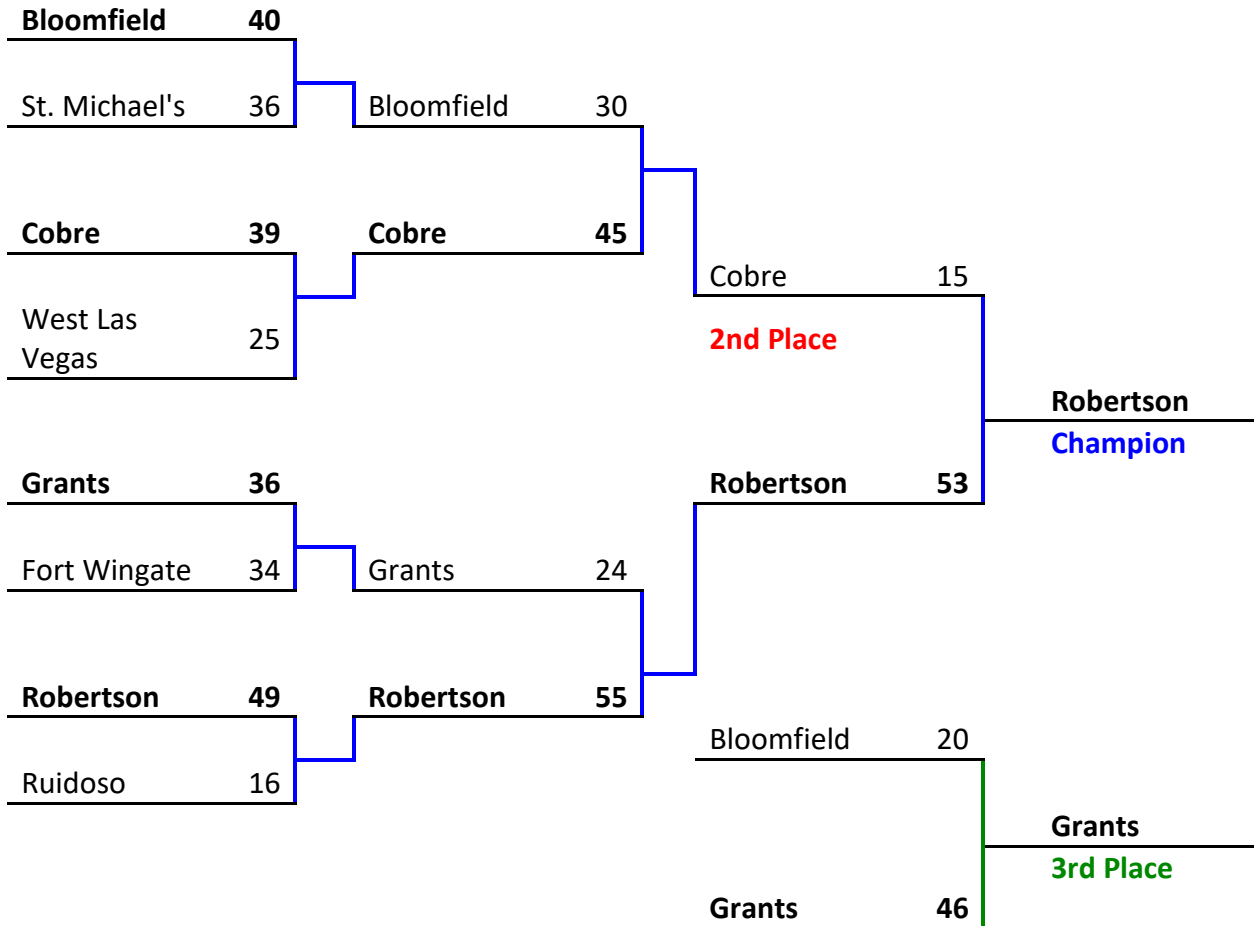 Bloomfield 40
St. Michael's 36
Bloomfield 30
Cobre 39
Cobre 45
Cobre 15
West Las
Vegas
25
2nd Place
Robertson
Champion
Grants 36
Robertson 53
Fort Wingate 34
Grants 24
Robertson 49
Robertson 55
Bloomfield 20
Ruidoso 16
Grants
3rd Place
Grants 46